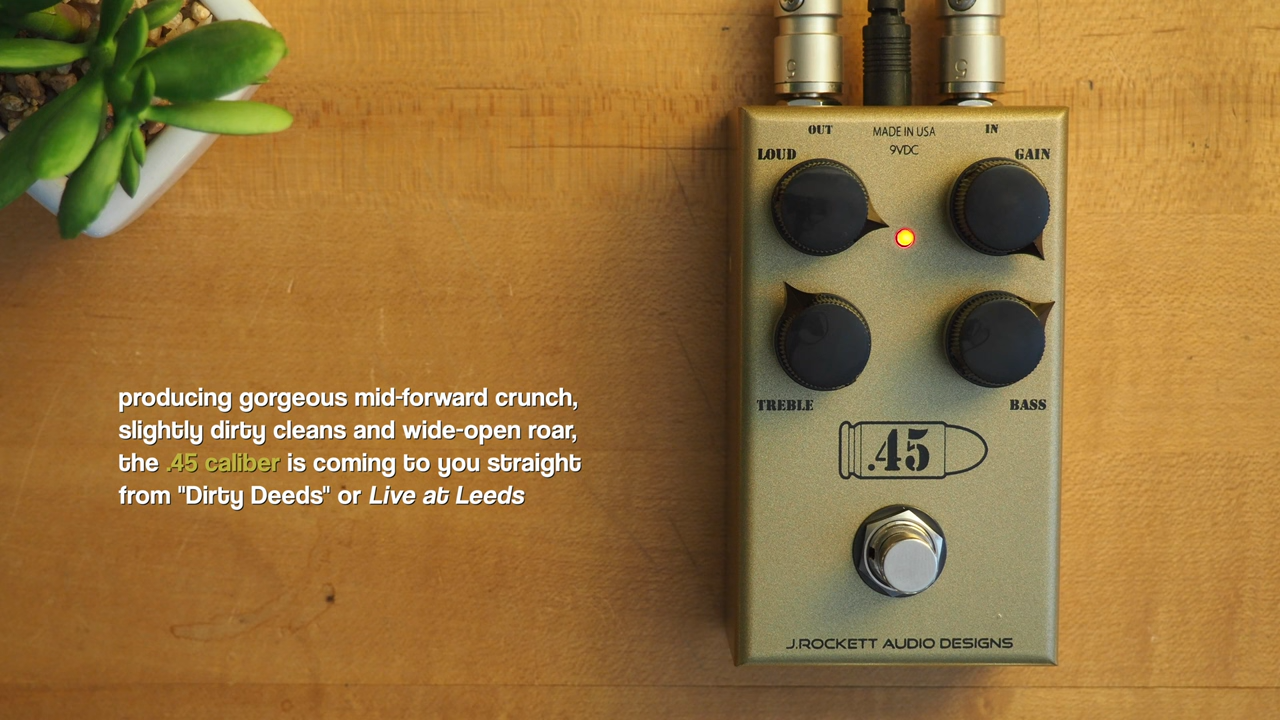 OUT
MADE IN USA
IN
9VDC
LOUD
GAIN
TREBLE
BASS
producing gorgeous mid-forward crunch,
slightly dirty cleans and wide-open roar,
the .45 caliber is coming to you straight
from "Dirty Deeds" or Live at Leeds
.45
J.ROCKETT AUDIO DESIGNS